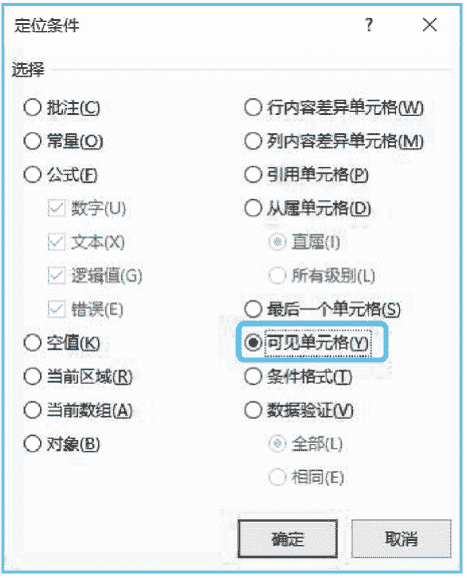 定位条件 ?
选择
批注(C)
常量(O)
公式(F)
数字(U)
文本(X)
逻辑值(G)
错误(E)
空值(K)
当前区域(R)
当前数组(A)
对象(B)
行内容差异单元格(W)
列内容差异单元格(M)
引用单元格(P)
从属单元格(D)
直属(I)
所有级别(L)
最后一个单元格(S)
可见单元格(Y)
条件格式(T)
数据验证(V)
全部(L)
相同(E)
确定
取消